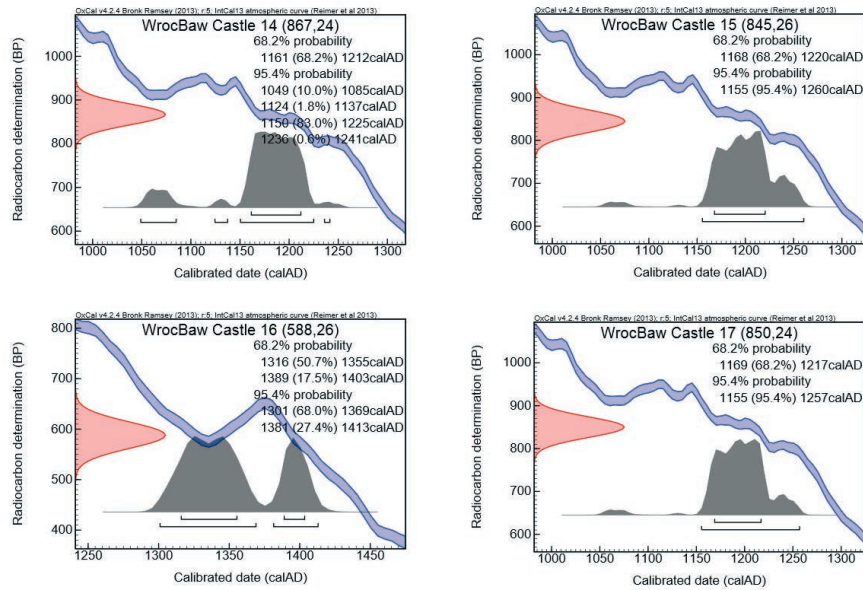 OxCal v4.2.4 Bronk Ramsey (2013); r:5; IntCal13 atmospheric curve (Reimer et al 2013)
WrocBaw Castle 14 (867,24)
68.2% probability
1161 (68.2%) 1212calAD
95.4% probability
1049 (10.0%) 1085calAD
1124 (1.8%) 1137calAD
1150 (83.0%) 1225calAD
1236 (0.6%) 1241calAD
Radiocarbon determination (BP)
1000
900
800
700
600
1000 1050 1100 1150 1200 1250 1300
Calibrated date (calAD)
OxCal v4.2.4 Bronk Ramsey (2013); r:5; IntCal13 atmospheric curve (Reimer et al 2013)
WrocBaw Castle 15 (845,26)
68.2% probability
1168 (68.2%) 1220calAD
95.4% probability
1155 (95.4%) 1260calAD
Radiocarbon determination (BP)
1000
900
800
700
600
1000 1050 1100 1150 1200 1250 1300
Calibrated date (calAD)
OxCal v4.2.4 Bronk Ramsey (2013); r:5; IntCal13 atmospheric curve (Reimer et al 2013)
WrocBaw Castle 16 (588,26)
68.2% probability
1316 (50.7%) 1355calAD
1389 (17.5%) 1403calAD
95.4% probability
1301 (68.0%) 1369calAD
1381 (27.4%) 1413calAD
Radiocarbon determination (BP)
800
700
600
500
400
1250 1300 1350 1400 1450
Calibrated date (calAD)
OxCal v4.2.4 Bronk Ramsey (2013); r:5; IntCal13 atmospheric curve (Reimer et al 2013)
WrocBaw Castle 17 (850,24)
68.2% probability
1169 (68.2%) 1217calAD
95.4% probability
1155 (95.4%) 1257calAD
Radiocarbon determination (BP)
1000
900
800
700
600
1000 1050 1100 1150 1200 1250 1300
Calibrated date (calAD)